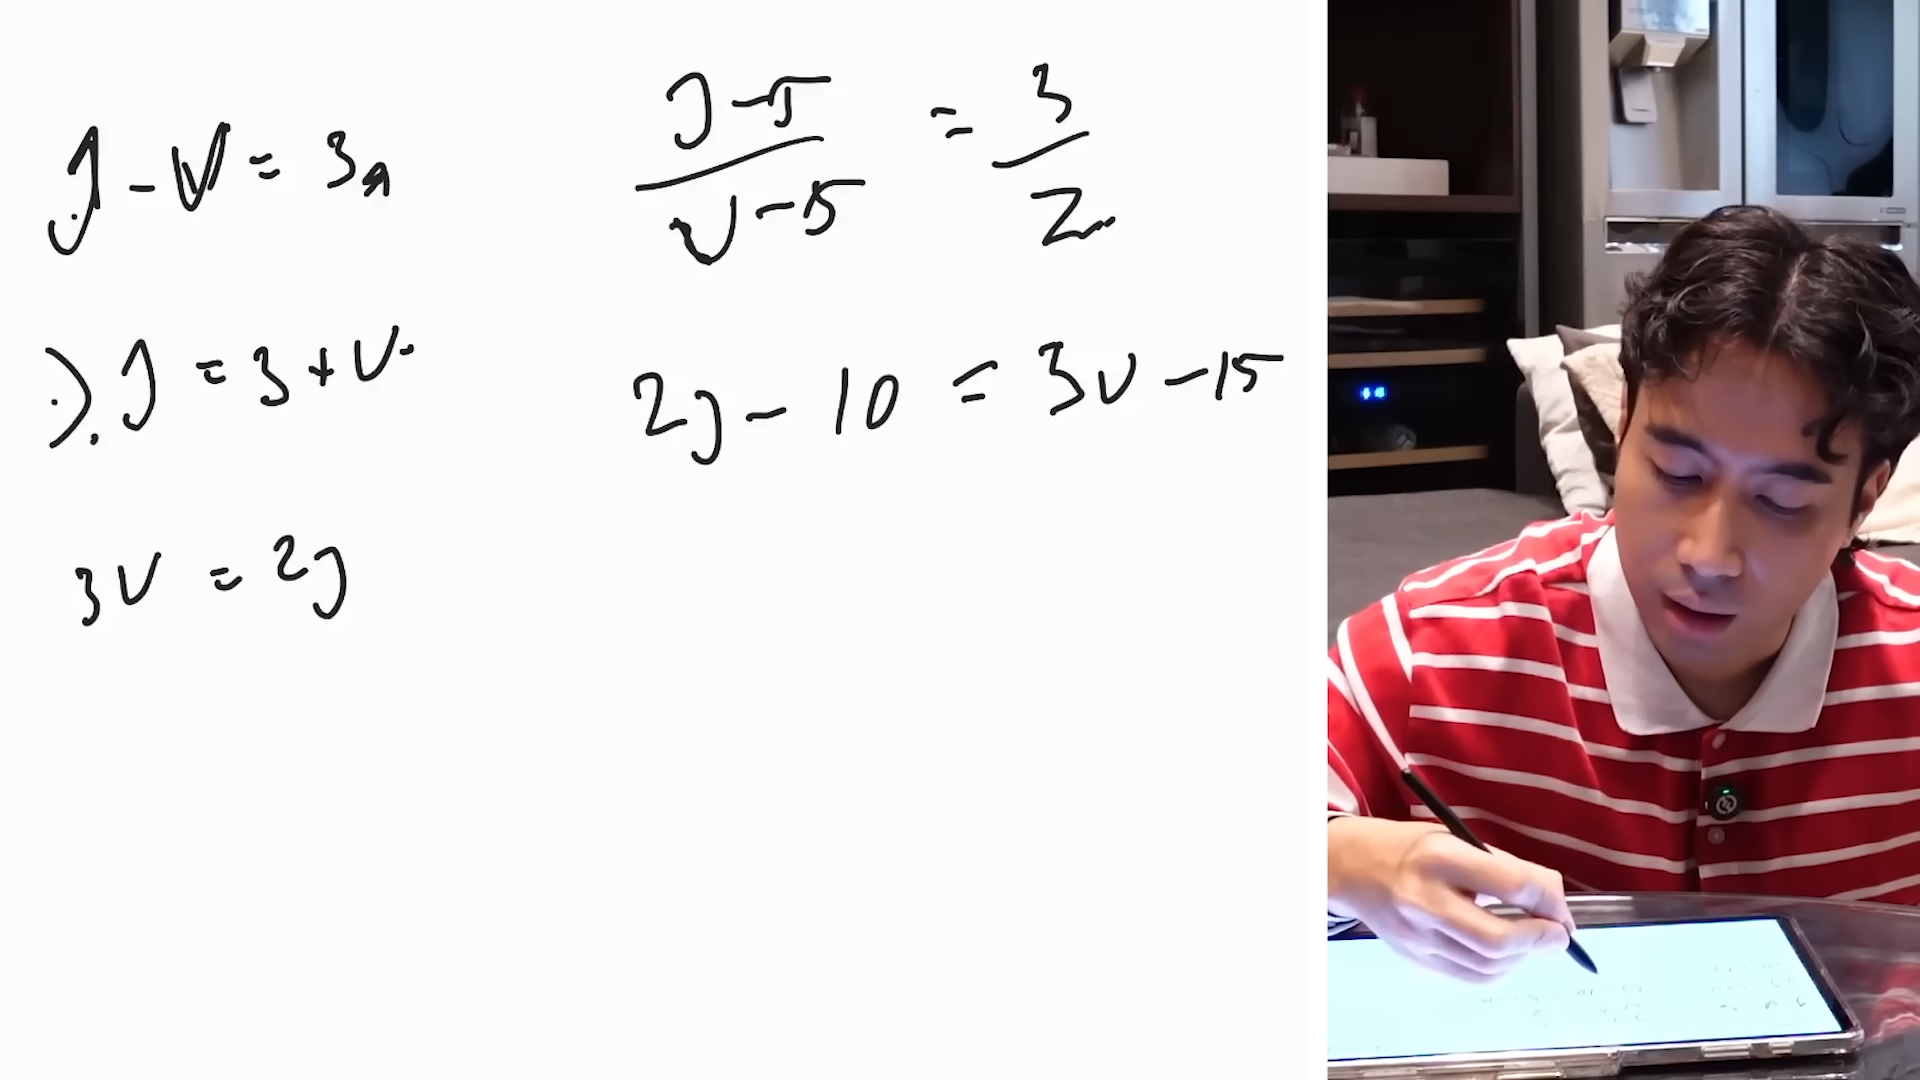 J - V = 3
J = 3 + V
3V = 2J
J - 5
V - 5
= 3
2
2J - 10 = 3V - 15